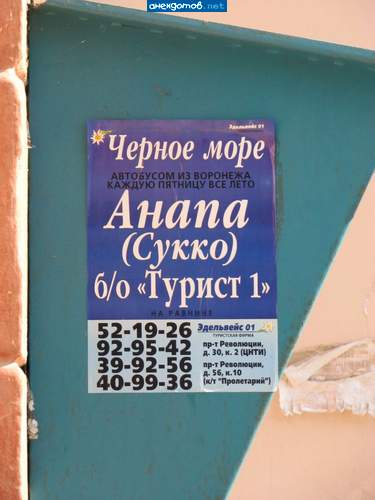 анекдотов.net
Эдельвейс 01
Черное море
АВТОБУСОМ ИЗ ВОРОНЕЖА
КАЖДУЮ ПЯТНИЦУ ВСЕ ЛЕТО
Анапа
(Сукко)
б/о «Турист 1»
НА РАВНИНЕ
52-19-26
92-95-42
39-92-56
40-99-36
Эдельвейс 01
ТУРИСТСКАЯ ФИРМА
пр-т Революции,
д. 30, к. 2 (ЦНТИ)
пр-т Революции,
д. 56, к.10
(к/т "Пролетарий")